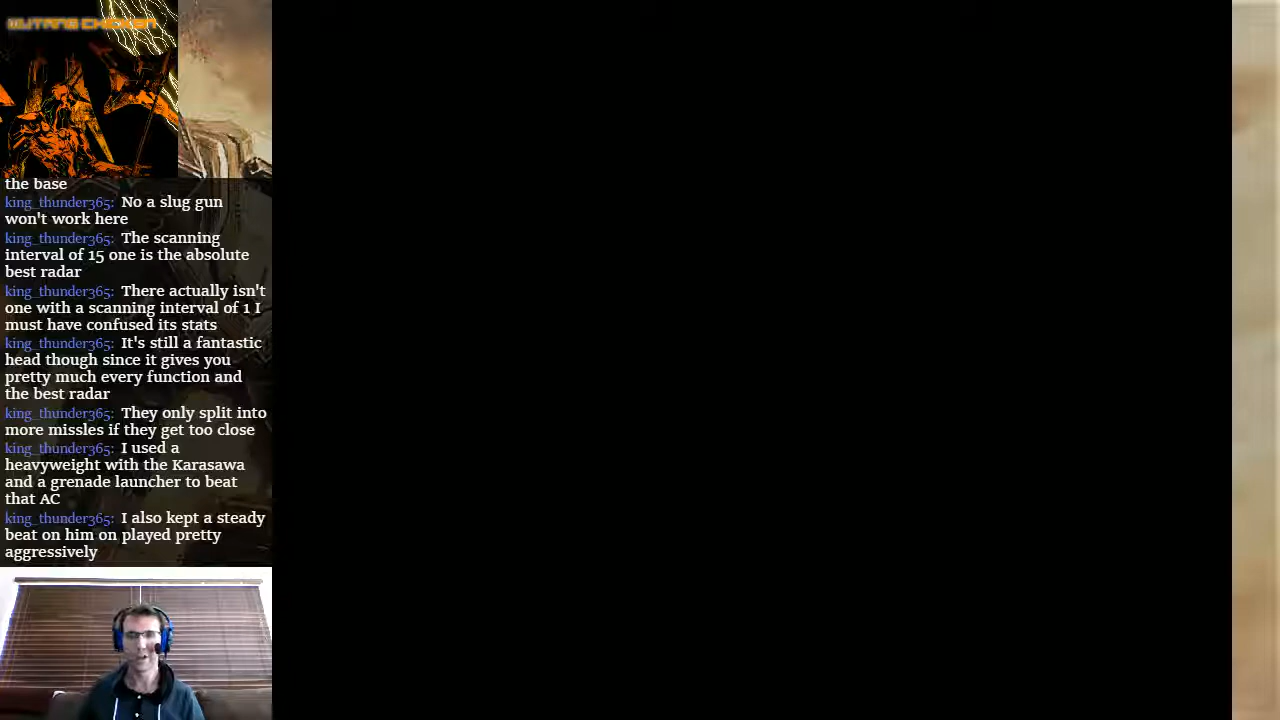 WUTANG CHICKEN
the base
king_thunder365: No a slug gun
won't work here
king_thunder365: The scanning
interval of 15 one is the absolute
best radar
king_thunder365: There actually isn't
one with a scanning interval of 1 I
must have confused its stats
king_thunder365: It's still a fantastic
head though since it gives you
pretty much every function and
the best radar
king_thunder365: They only split into
more missles if they get too close
king_thunder365: I used a
heavyweight with the Karasawa
and a grenade launcher to beat
that AC
king_thunder365: I also kept a steady
beat on him on played pretty
aggressively